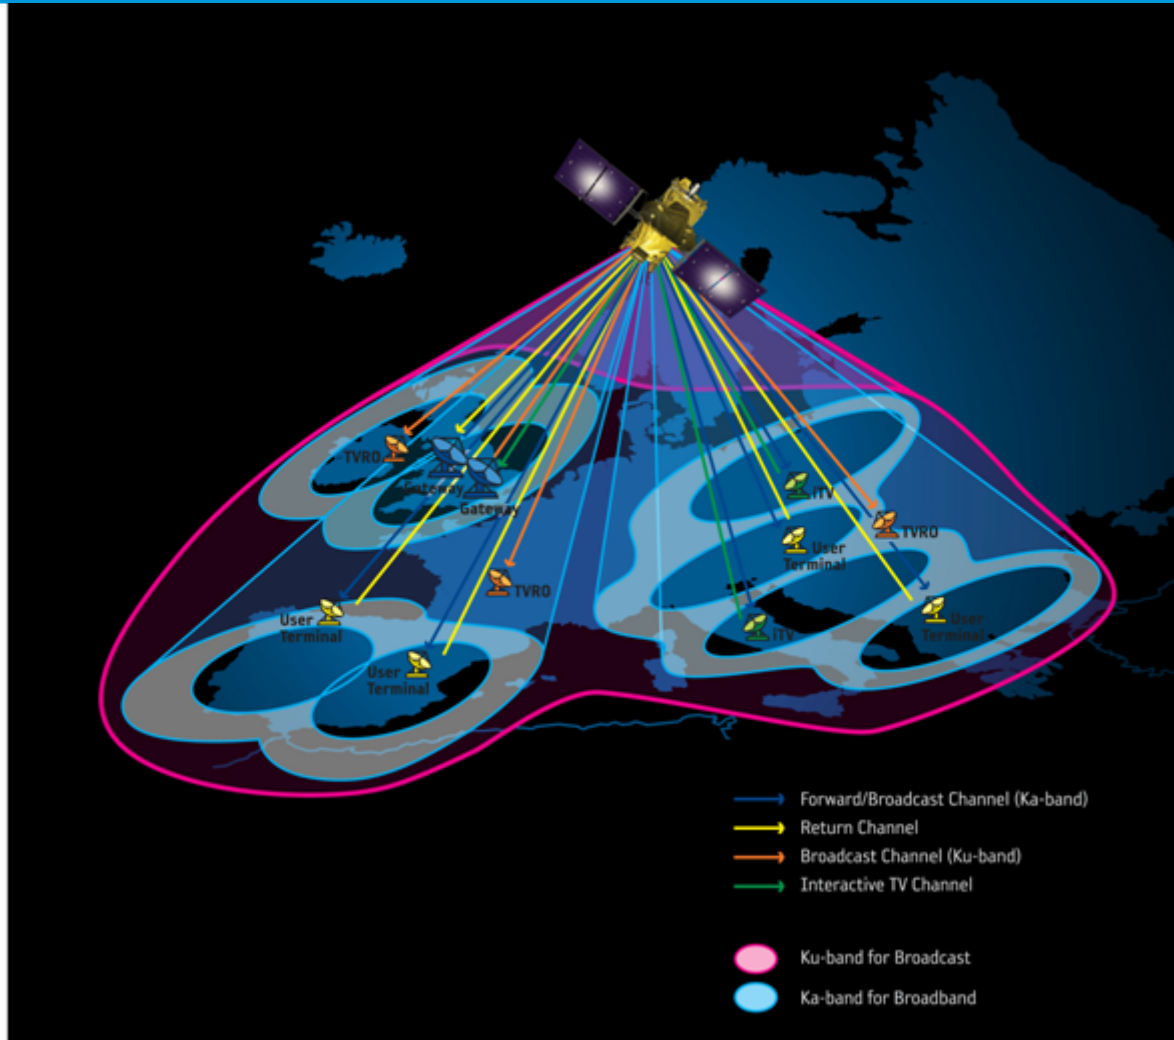 TVRO
Gateway
Gateway
iTV
TVRO
User
Terminal
TVRO
User
Terminal
iTV
User
Terminal
User
Terminal
Forward/Broadcast Channel (Ka-band)
Return Channel
Broadcast Channel (Ku-band)
Interactive TV Channel
Ku-band for Broadcast
Ka-band for Broadband